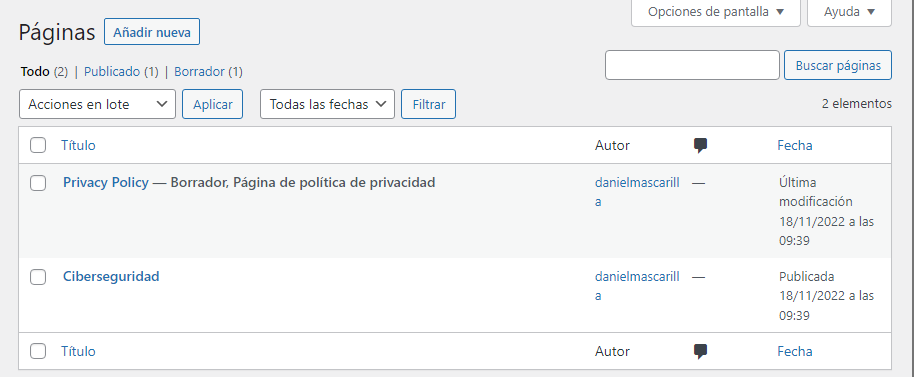 Opciones de pantalla Ayuda
Páginas Añadir nueva
Todo (2) | Publicado (1) | Borrador (1) Buscar páginas
Acciones en lote Aplicar Todas las fechas Filtrar 2 elementos
Título Autor Fecha
Privacy Policy — Borrador, Página de política de privacidad danielmascarill — Última
a modificación
18/11/2022 a las
09:39
Ciberseguridad danielmascarill — Publicada
a 18/11/2022 a las
09:39
Título Autor Fecha